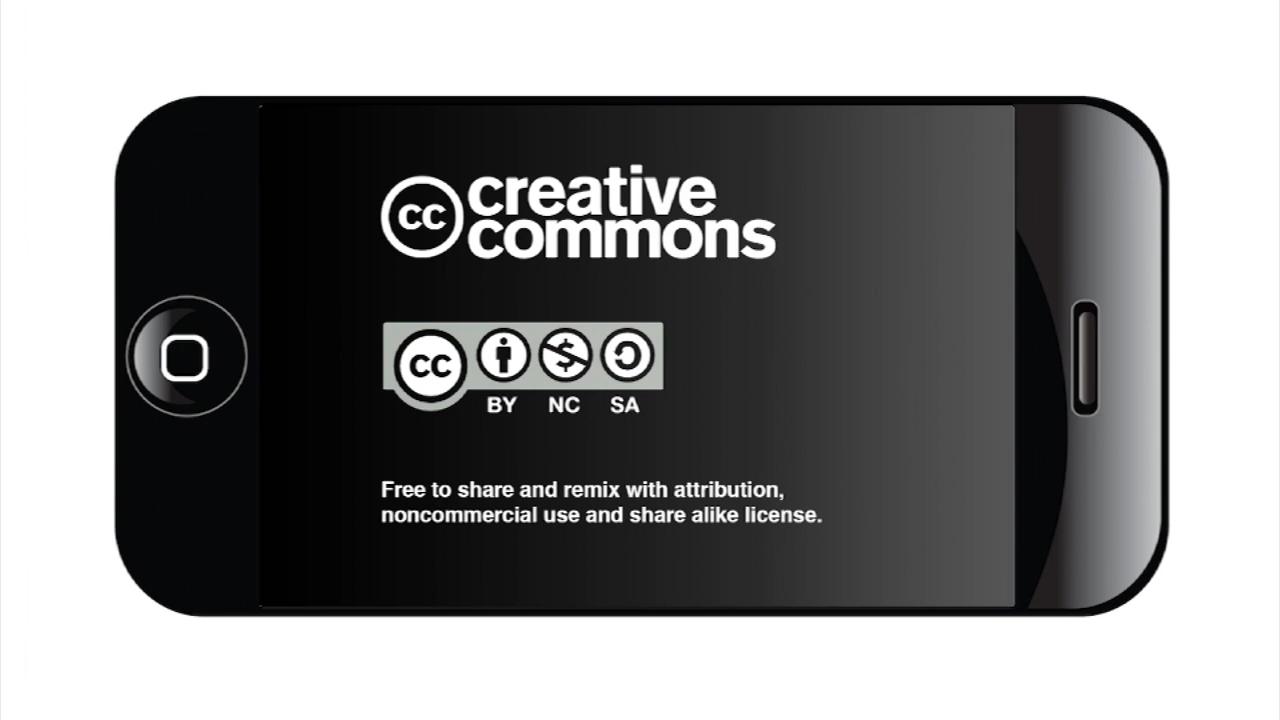 cc creative
commons
cc
BY NC SA
Free to share and remix with attribution,
noncommercial use and share alike license.